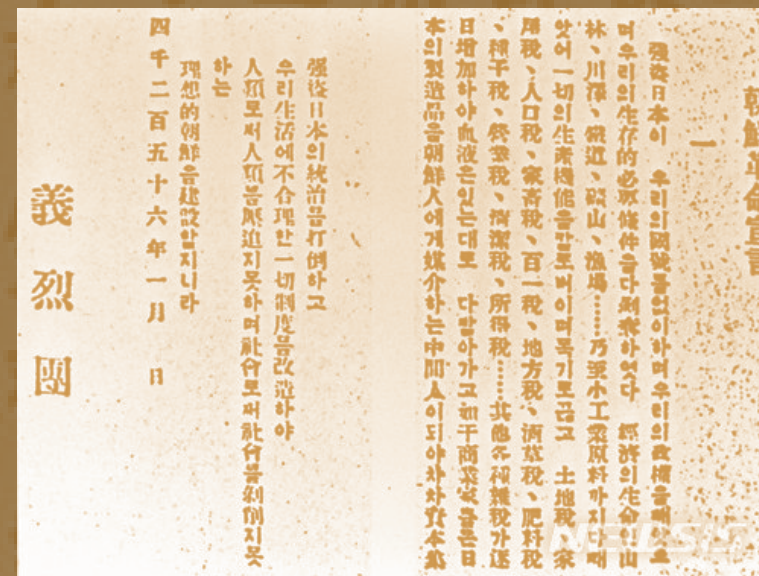 朝鮮革命宣言
一
强盜日本이 우리의國號를없이하며우리의政權을빼으
며우리의生存的必要條件을다剝奪하엿다 經濟의生命 山
林、川澤、鐵道、礦山、漁場……乃至小工業原料까지다빼
앗어一切의生産機能을칼로버이며독기로끈고 土地稅、家
屋稅、人口稅、家畜稅、百一稅、地方稅、酒草稅、肥料稅
、種子稅、營業稅、淸潔稅、所得稅……其他各種雜稅가逐
日增加하야血液은잇는대로 다빨아가고如干商業家들은日
本의製造品을朝鮮人에게媒介하는中間人이되야차차資本集
强盜日本의統治를打倒하고
우리生活에不合理한一切制度를改造하야
人類로써人類를壓迫지못하며社會로써社會를剝削지못
하는
理想的朝鮮을建設할지니라
四千二百五十六年一月 日
義烈團
NEWSIS